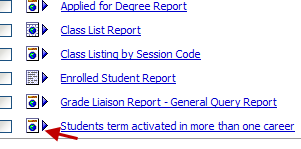 Applied for Degree Report
Class List Report
Class Listing by Session Code
Enrolled Student Report
Grade Liaison Report - General Query Report
Students term activated in more than one career